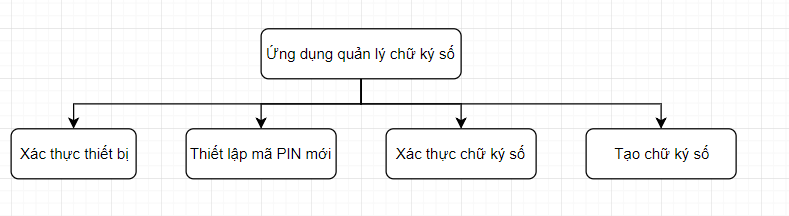 Ứng dụng quản lý chữ ký số
Xác thực thiết bị
Thiết lập mã PIN mới
Xác thực chữ ký số
Tạo chữ ký số